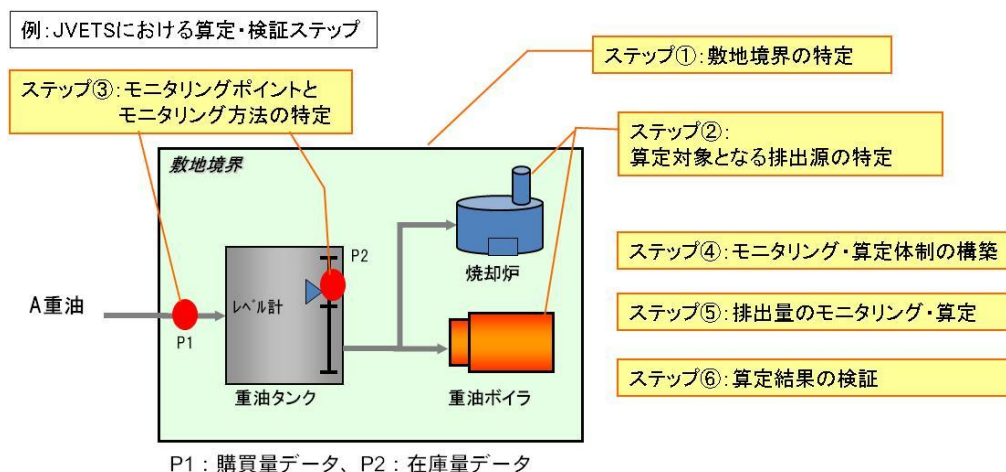 例：JVETSにおける算定・検証ステップ
ステップ①：敷地境界の特定
ステップ③：モニタリングポイントと
モニタリング方法の特定
ステップ②：
算定対象となる排出源の特定
敷地境界
P2
焼却炉
ステップ④：モニタリング・算定体制の構築
A重油
レベル計
P1
ステップ⑤：排出量のモニタリング・算定
重油タンク
重油ボイラ
ステップ⑥：算定結果の検証
P1：購買量データ、P2：在庫量データ